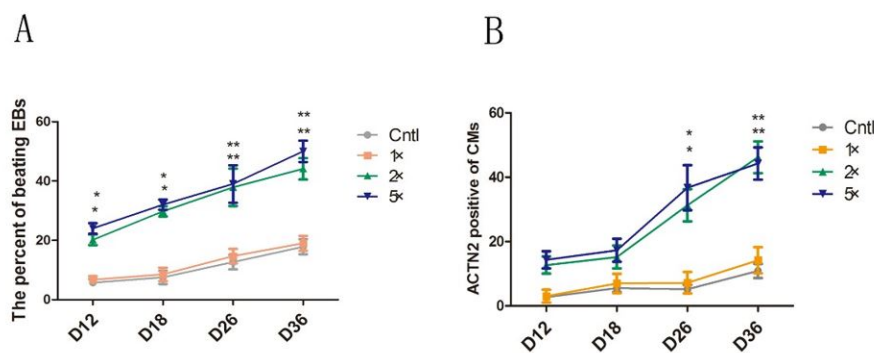 A
The percent of beating EBs
60
40
20
0
*
*
*
*
**
**
**
**
D12
D18
D26
D36
Cntl
1×
2×
5×
B
ACTN2 positive of CMs
60
40
20
0
*
*
**
**
D12
D18
D26
D36
Cntl
1×
2×
5×